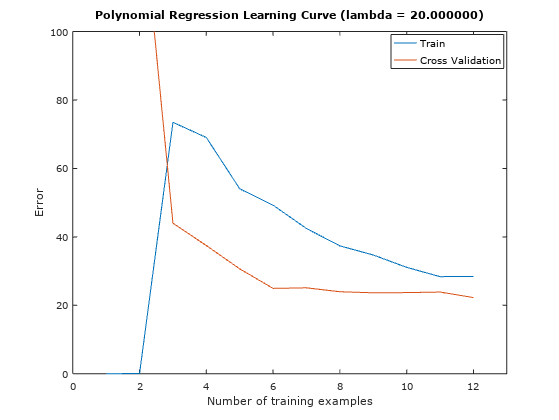 Polynomial Regression Learning Curve (lambda = 20.000000)
Train
Cross Validation
100
80
60
40
20
0
Error
0 2 4 6 8 10 12
Number of training examples